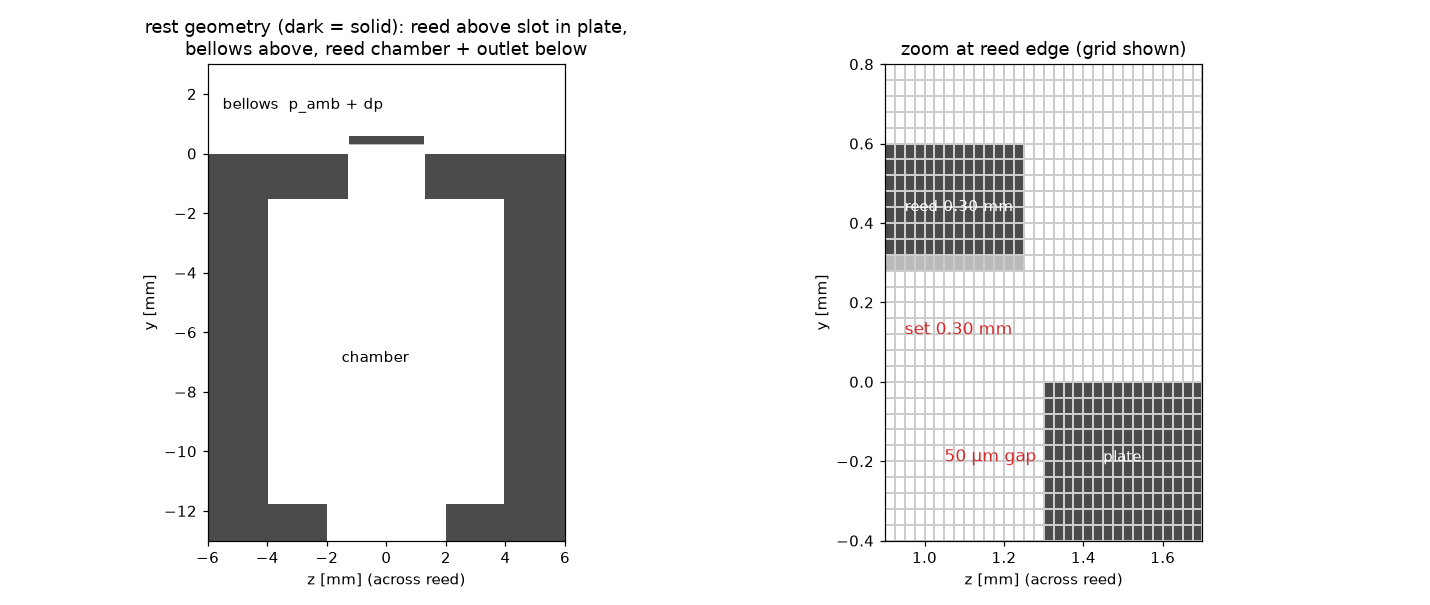 rest geometry (dark = solid): reed above slot in plate,
bellows above, reed chamber + outlet below
bellows  p_amb + dp
chamber
2
0
−2
−4
−6
−8
−10
−12
y [mm]
−6 −4 −2 0 2 4 6
z [mm] (across reed)
zoom at reed edge (grid shown)
0.8
0.6
0.4
0.2
0.0
−0.2
−0.4
y [mm]
reed 0.30 mm
set 0.30 mm
50 µm gap
plate
1.0 1.2 1.4 1.6
z [mm] (across reed)